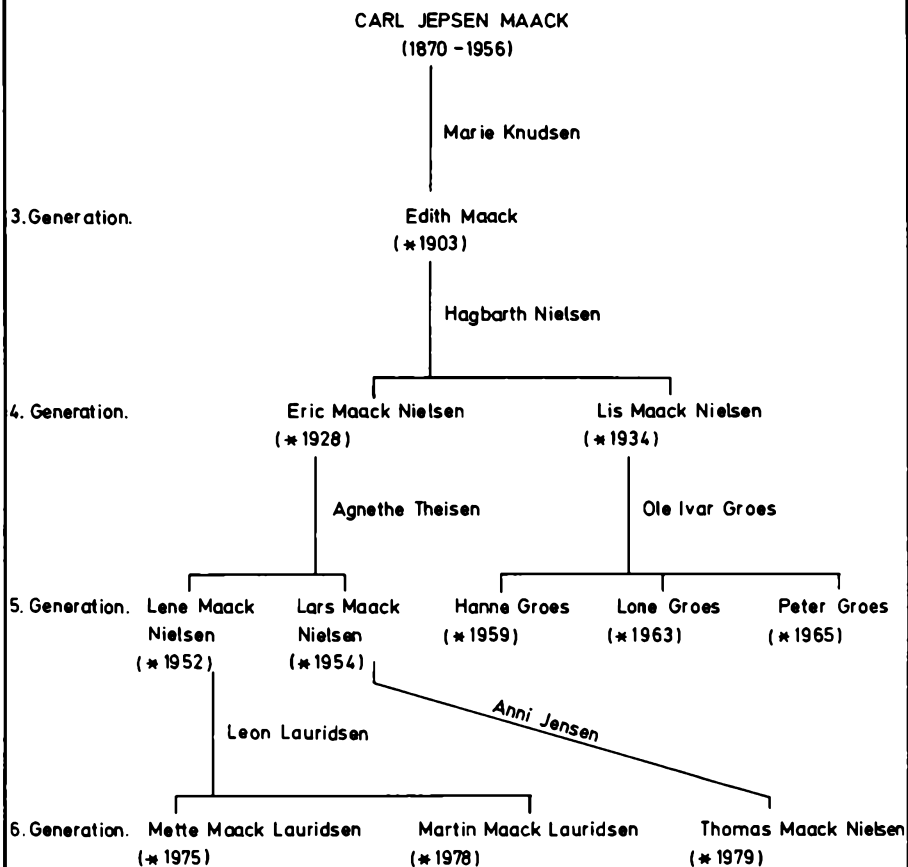 CARL JEPSEN MAACK
(1870 - 1956)
Marie Knudsen
3. Generation. Edith Maack
(* 1903)
Hagbarth Nielsen
4. Generation. Eric Maack Nielsen Lis Maack Nielsen
(* 1928) (* 1934)
Agnethe Theisen Ole Ivar Groes
5. Generation. Lene Maack Lars Maack Hanne Groes Lone Groes Peter Groes
Nielsen Nielsen (* 1959) (* 1963) (* 1965)
(* 1952) (* 1954)
Anni Jensen
Leon Lauridsen
6. Generation. Mette Maack Lauridsen Martin Maack Lauridsen Thomas Maack Nielsen
(* 1975) (* 1978) (* 1979)